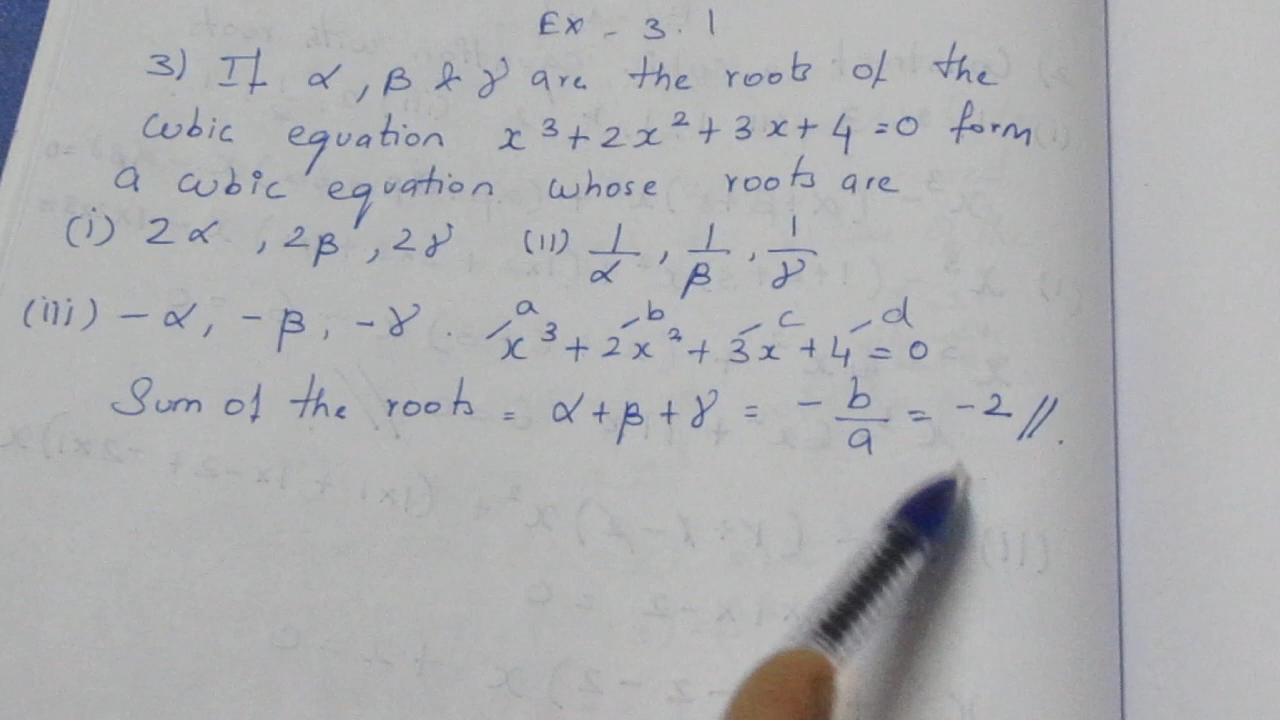 Ex - 3.1
3) If α, β & γ are the roots of the
cubic equation x³ + 2x² + 3x + 4 = 0 form
a cubic equation whose roots are
(i) 2α, 2β, 2γ (ii) 1/α, 1/β, 1/γ
(iii) -α, -β, -γ.
a b c d
x³ + 2x² + 3x + 4 = 0
Sum of the roots = α + β + γ = -b/a = -2 //.